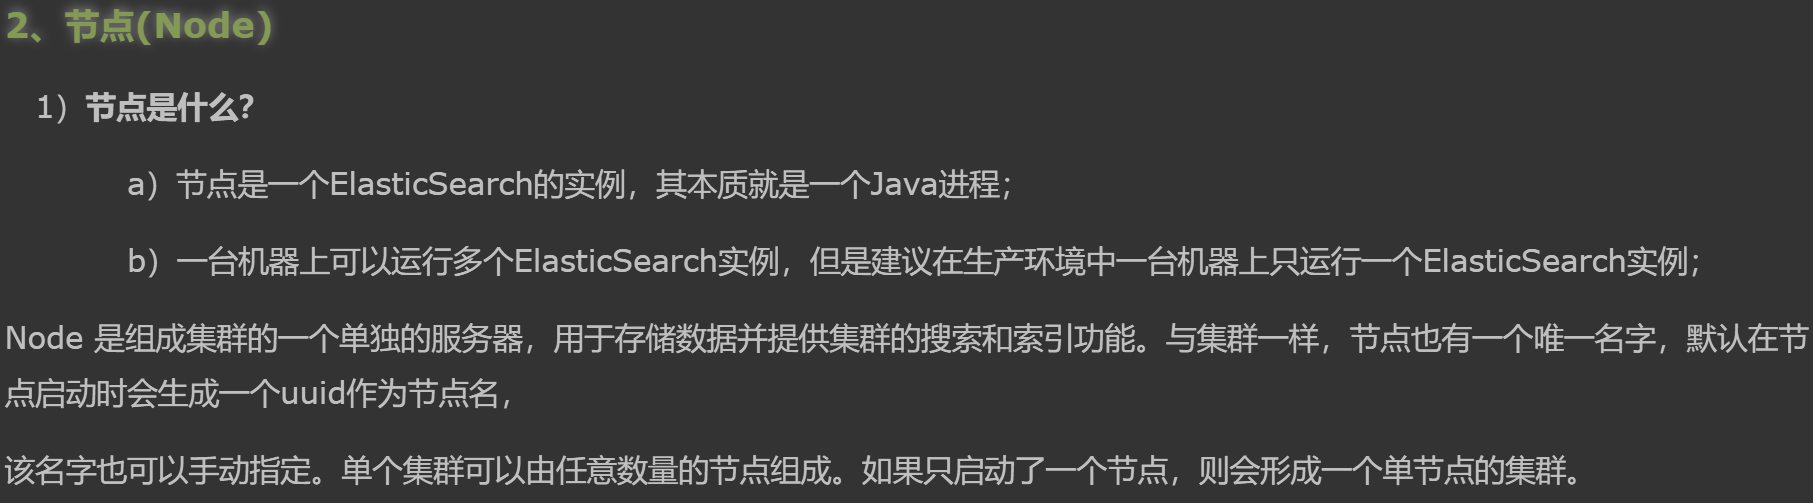 2、节点(Node)
1）节点是什么？
a）节点是一个ElasticSearch的实例，其本质就是一个Java进程；
b）一台机器上可以运行多个ElasticSearch实例，但是建议在生产环境中一台机器上只运行一个ElasticSearch实例；
Node 是组成集群的一个单独的服务器，用于存储数据并提供集群的搜索和索引功能。与集群一样，节点也有一个唯一名字，默认在节
点启动时会生成一个uuid作为节点名，
该名字也可以手动指定。单个集群可以由任意数量的节点组成。如果只启动了一个节点，则会形成一个单节点的集群。